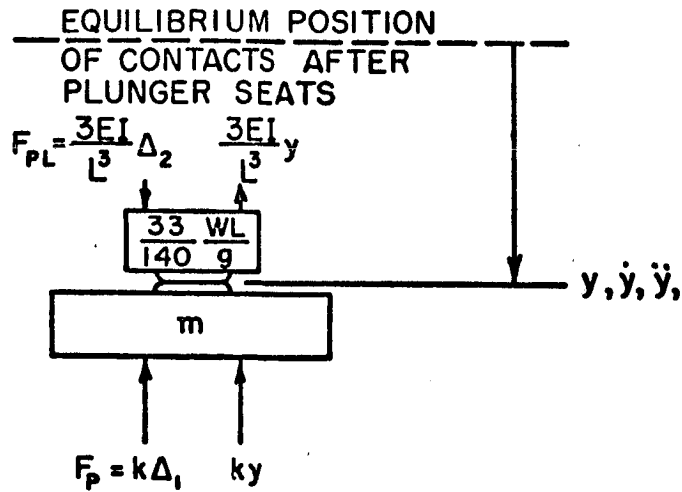 EQUILIBRIUM POSITION
OF CONTACTS AFTER
PLUNGER SEATS
F_PL = 3EI/L³ Δ₂ 3EI/L³ y
33/140 WL/g
y, ẏ, ÿ,
m
F_P = kΔ₁ ky